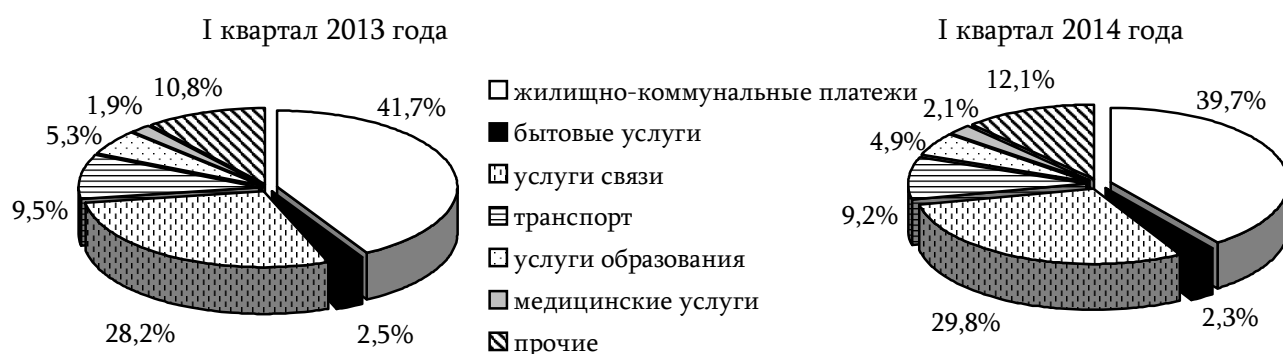 I квартал 2013 года
10,8%
1,9%
5,3%
9,5%
28,2%
2,5%
41,7%
жилищно-коммунальные платежи
бытовые услуги
услуги связи
транспорт
услуги образования
медицинские услуги
прочие
I квартал 2014 года
12,1%
2,1%
4,9%
9,2%
29,8%
2,3%
39,7%